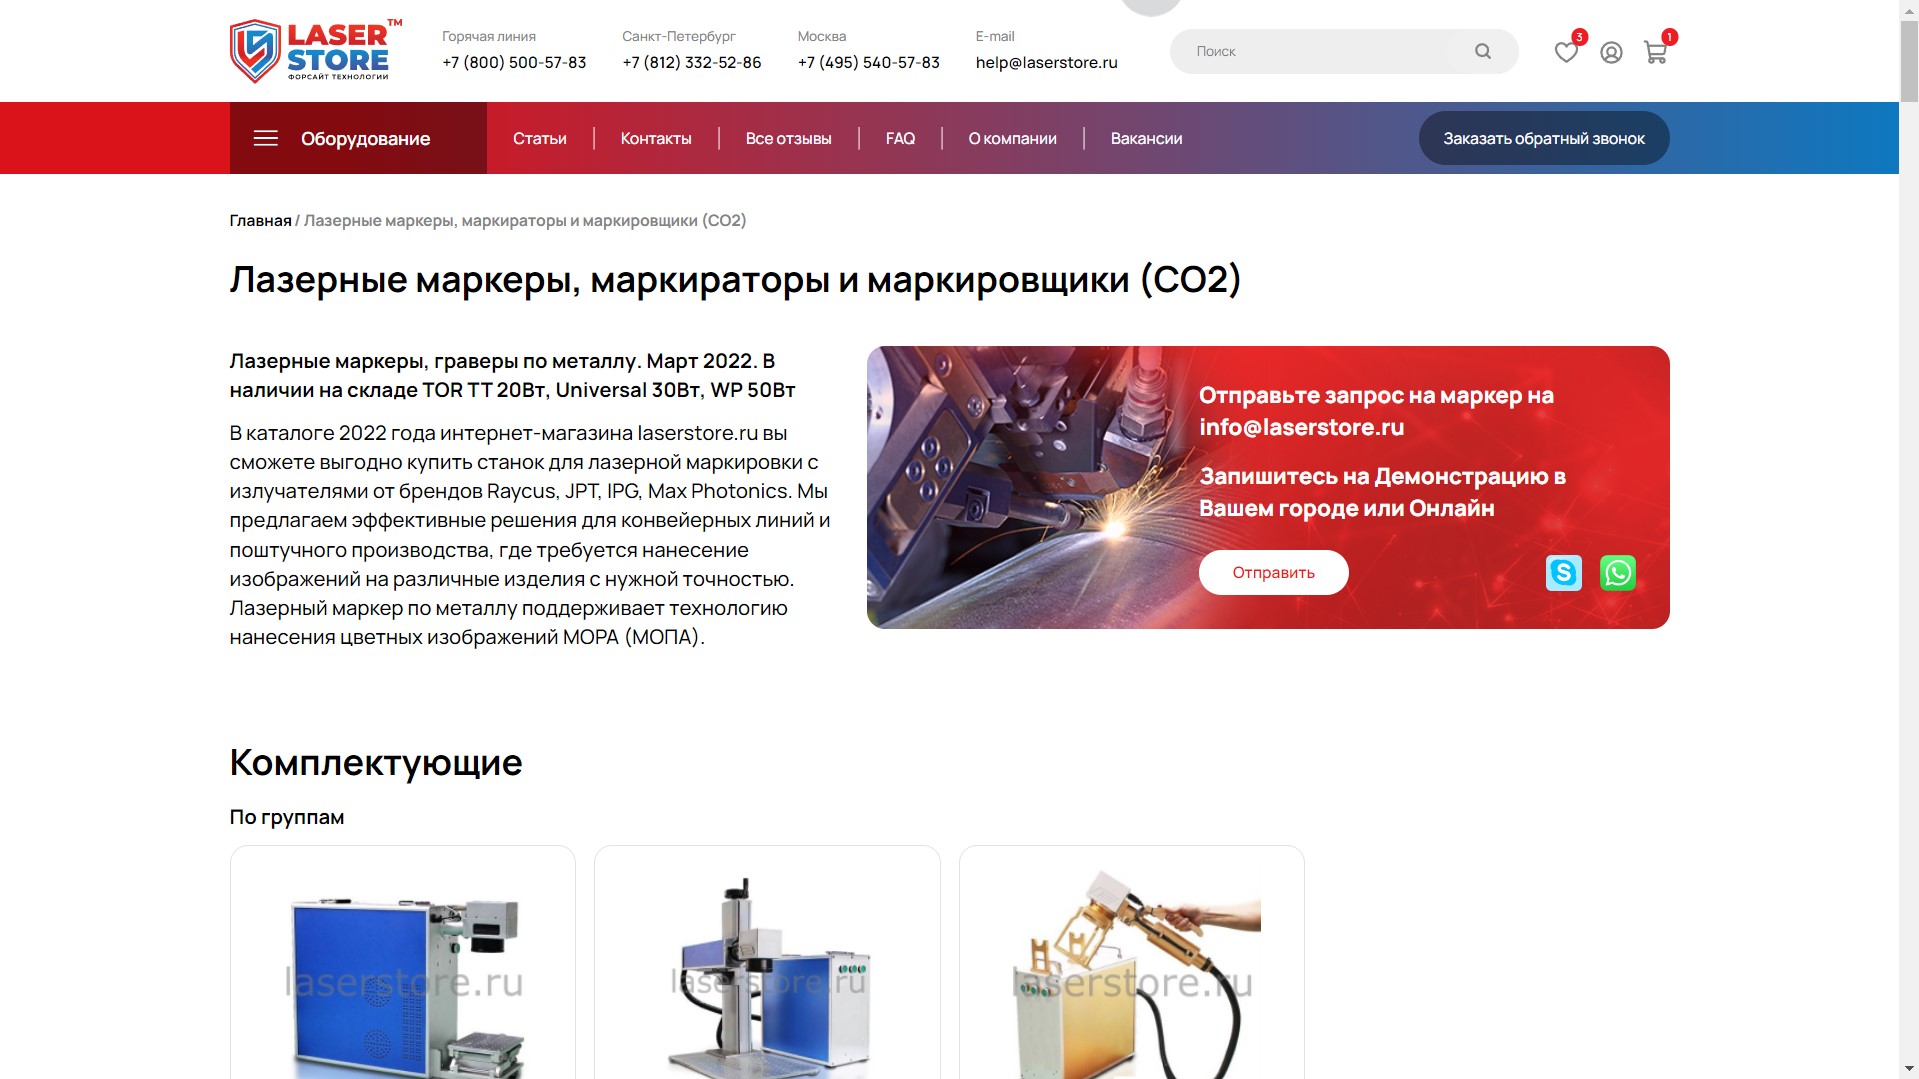 LASER STORE™
ФОРСАЙТ ТЕХНОЛОГИИ
Горячая линия
+7 (800) 500-57-83
Санкт-Петербург
+7 (812) 332-52-86
Москва
+7 (495) 540-57-83
E-mail
help@laserstore.ru
Поиск
3
1
Оборудование
Статьи
Контакты
Все отзывы
FAQ
О компании
Вакансии
Заказать обратный звонок
Главная / Лазерные маркеры, маркираторы и маркировщики (CO2)
Лазерные маркеры, маркираторы и маркировщики (CO2)
Лазерные маркеры, граверы по металлу. Март 2022. В
наличии на складе TOR TT 20Вт, Universal 30Вт, WP 50Вт
В каталоге 2022 года интернет-магазина laserstore.ru вы
сможете выгодно купить станок для лазерной маркировки с
излучателями от брендов Raycus, JPT, IPG, Max Photonics. Мы
предлагаем эффективные решения для конвейерных линий и
поштучного производства, где требуется нанесение
изображений на различные изделия с нужной точностью.
Лазерный маркер по металлу поддерживает технологию
нанесения цветных изображений MOPA (МОПА).
Отправьте запрос на маркер на
info@laserstore.ru
Запишитесь на Демонстрацию в
Вашем городе или Онлайн
Отправить
Комплектующие
По группам
laserstore.ru
laserstore.ru
laserstore.ru